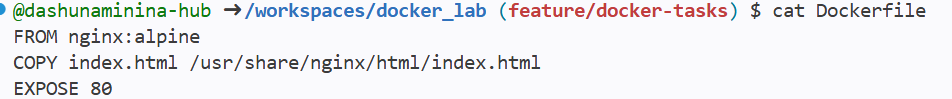 @dashunaminina-hub ➜/workspaces/docker_lab (feature/docker-tasks) $ cat Dockerfile
FROM nginx:alpine
COPY index.html /usr/share/nginx/html/index.html
EXPOSE 80